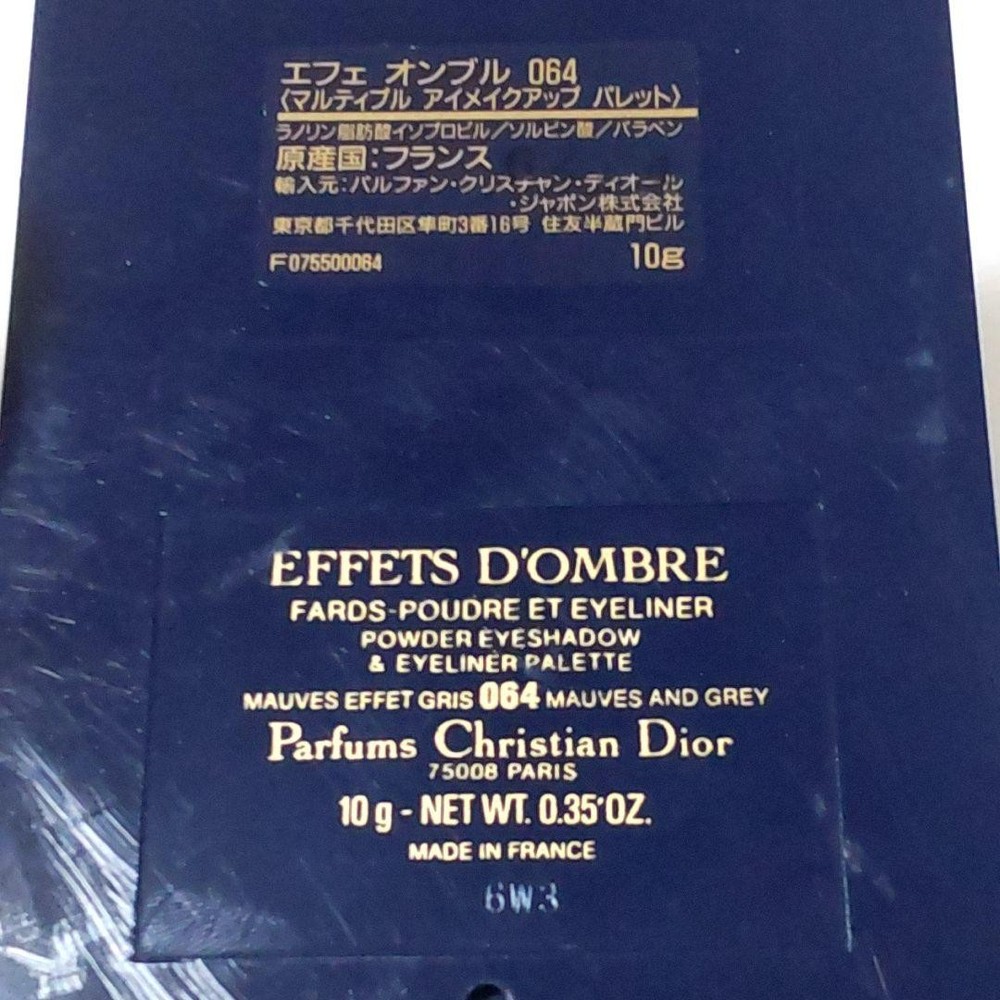 エフェ オンブル 064
〈マルティプル アイメイクアップ パレット〉
ラノリン脂肪酸イソプロピル／ソルビン酸／パラベン
原産国：フランス
輸入元：パルファン・クリスチャン・ディオール
・ジャポン株式会社
東京都千代田区隼町3番16号 住友半蔵門ビル
F075500064 10g
EFFETS D'OMBRE
FARDS-POUDRE ET EYELINER
POWDER EYESHADOW
& EYELINER PALETTE
MAUVES EFFET GRIS 064 MAUVES AND GREY
Parfums Christian Dior
75008 PARIS
10 g - NET WT. 0.35 OZ.
MADE IN FRANCE
6W3